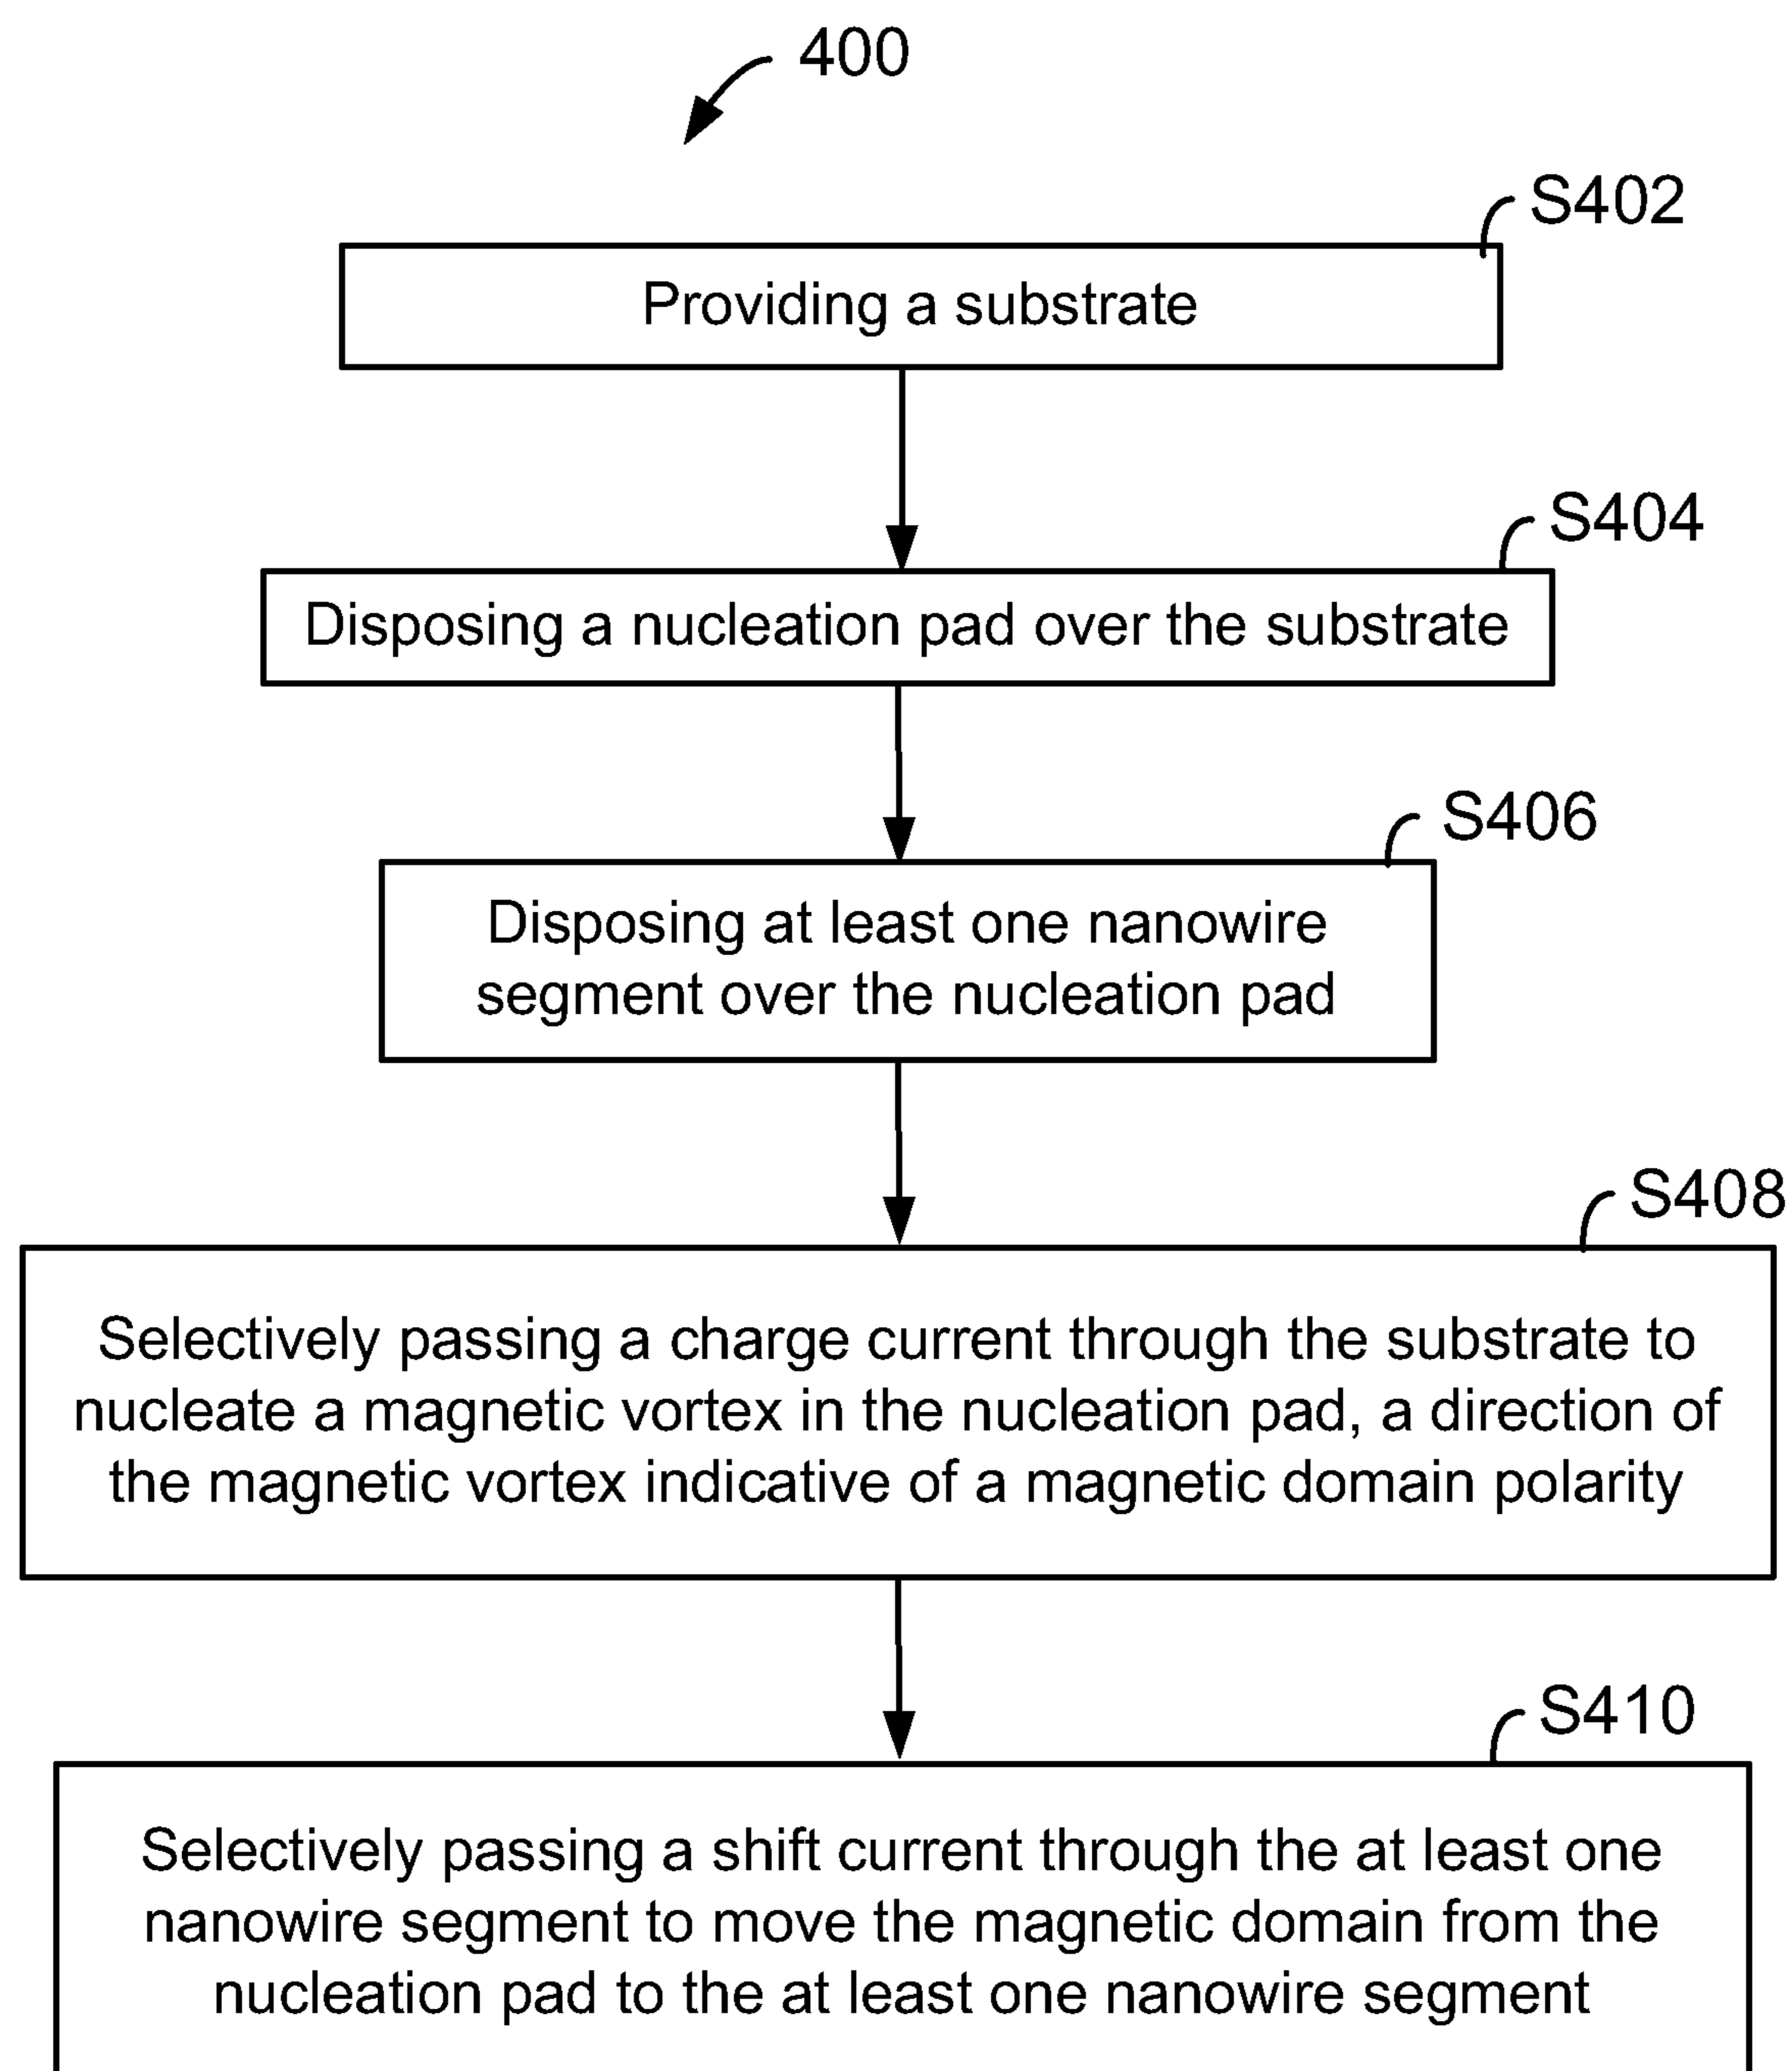 400
S402
Providing a substrate
S404
Disposing a nucleation pad over the substrate
S406
Disposing at least one nanowire
segment over the nucleation pad
S408
Selectively passing a charge current through the substrate to
nucleate a magnetic vortex in the nucleation pad, a direction of
the magnetic vortex indicative of a magnetic domain polarity
S410
Selectively passing a shift current through the at least one
nanowire segment to move the magnetic domain from the
nucleation pad to the at least one nanowire segment